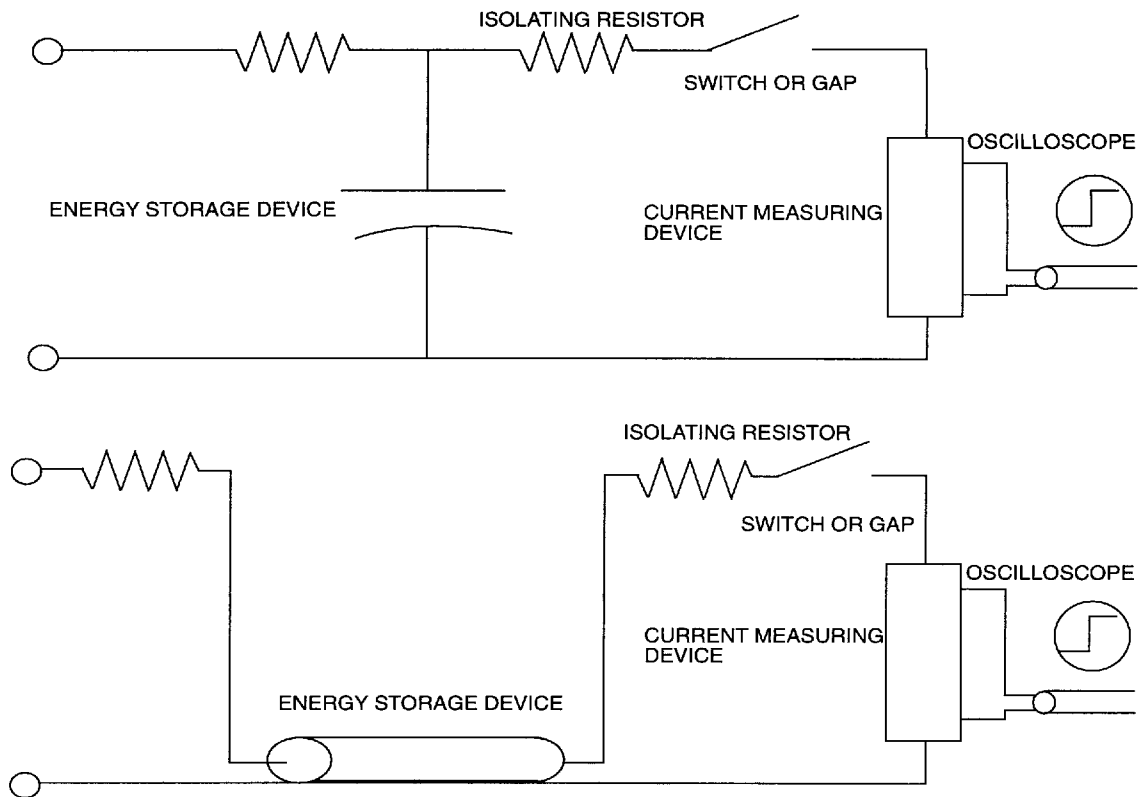 ISOLATING RESISTOR
SWITCH OR GAP
OSCILLOSCOPE
ENERGY STORAGE DEVICE
CURRENT MEASURING
DEVICE
ISOLATING RESISTOR
SWITCH OR GAP
OSCILLOSCOPE
CURRENT MEASURING
DEVICE
ENERGY STORAGE DEVICE